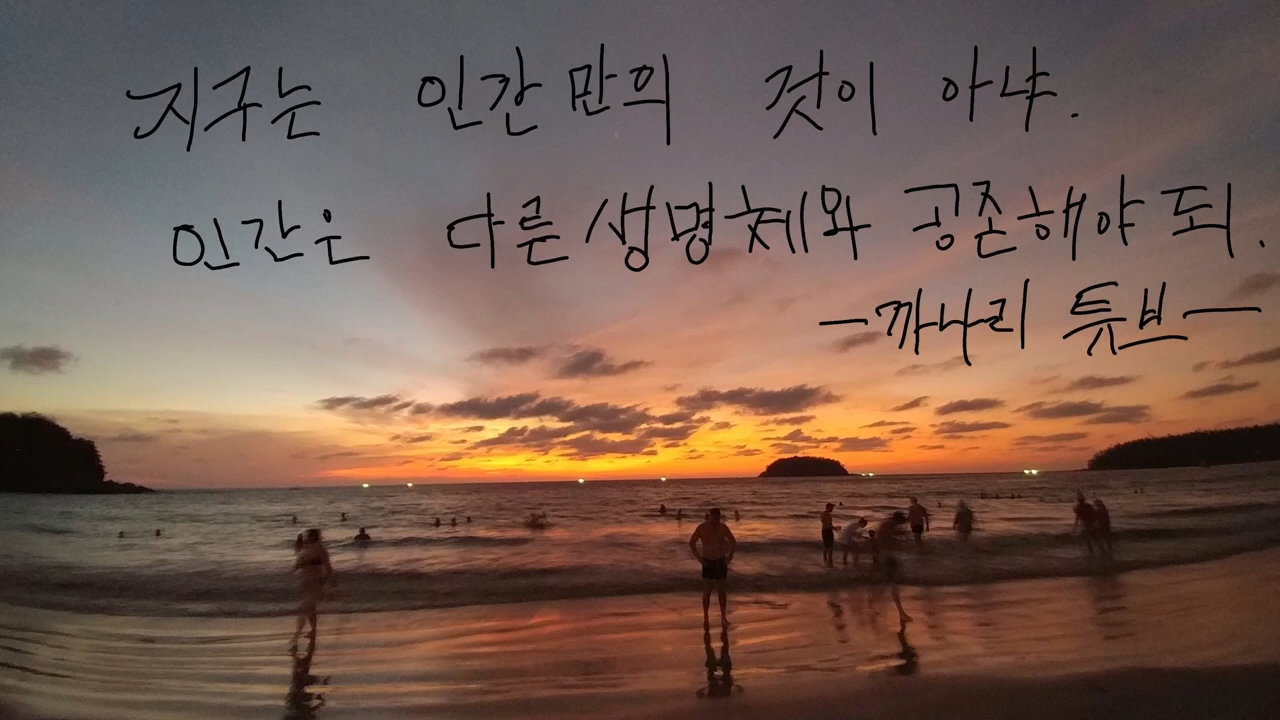 지구는 인간만의 것이 아냐.
인간은 다른 생명체와 공존해야 되.
-까나리 튜브-